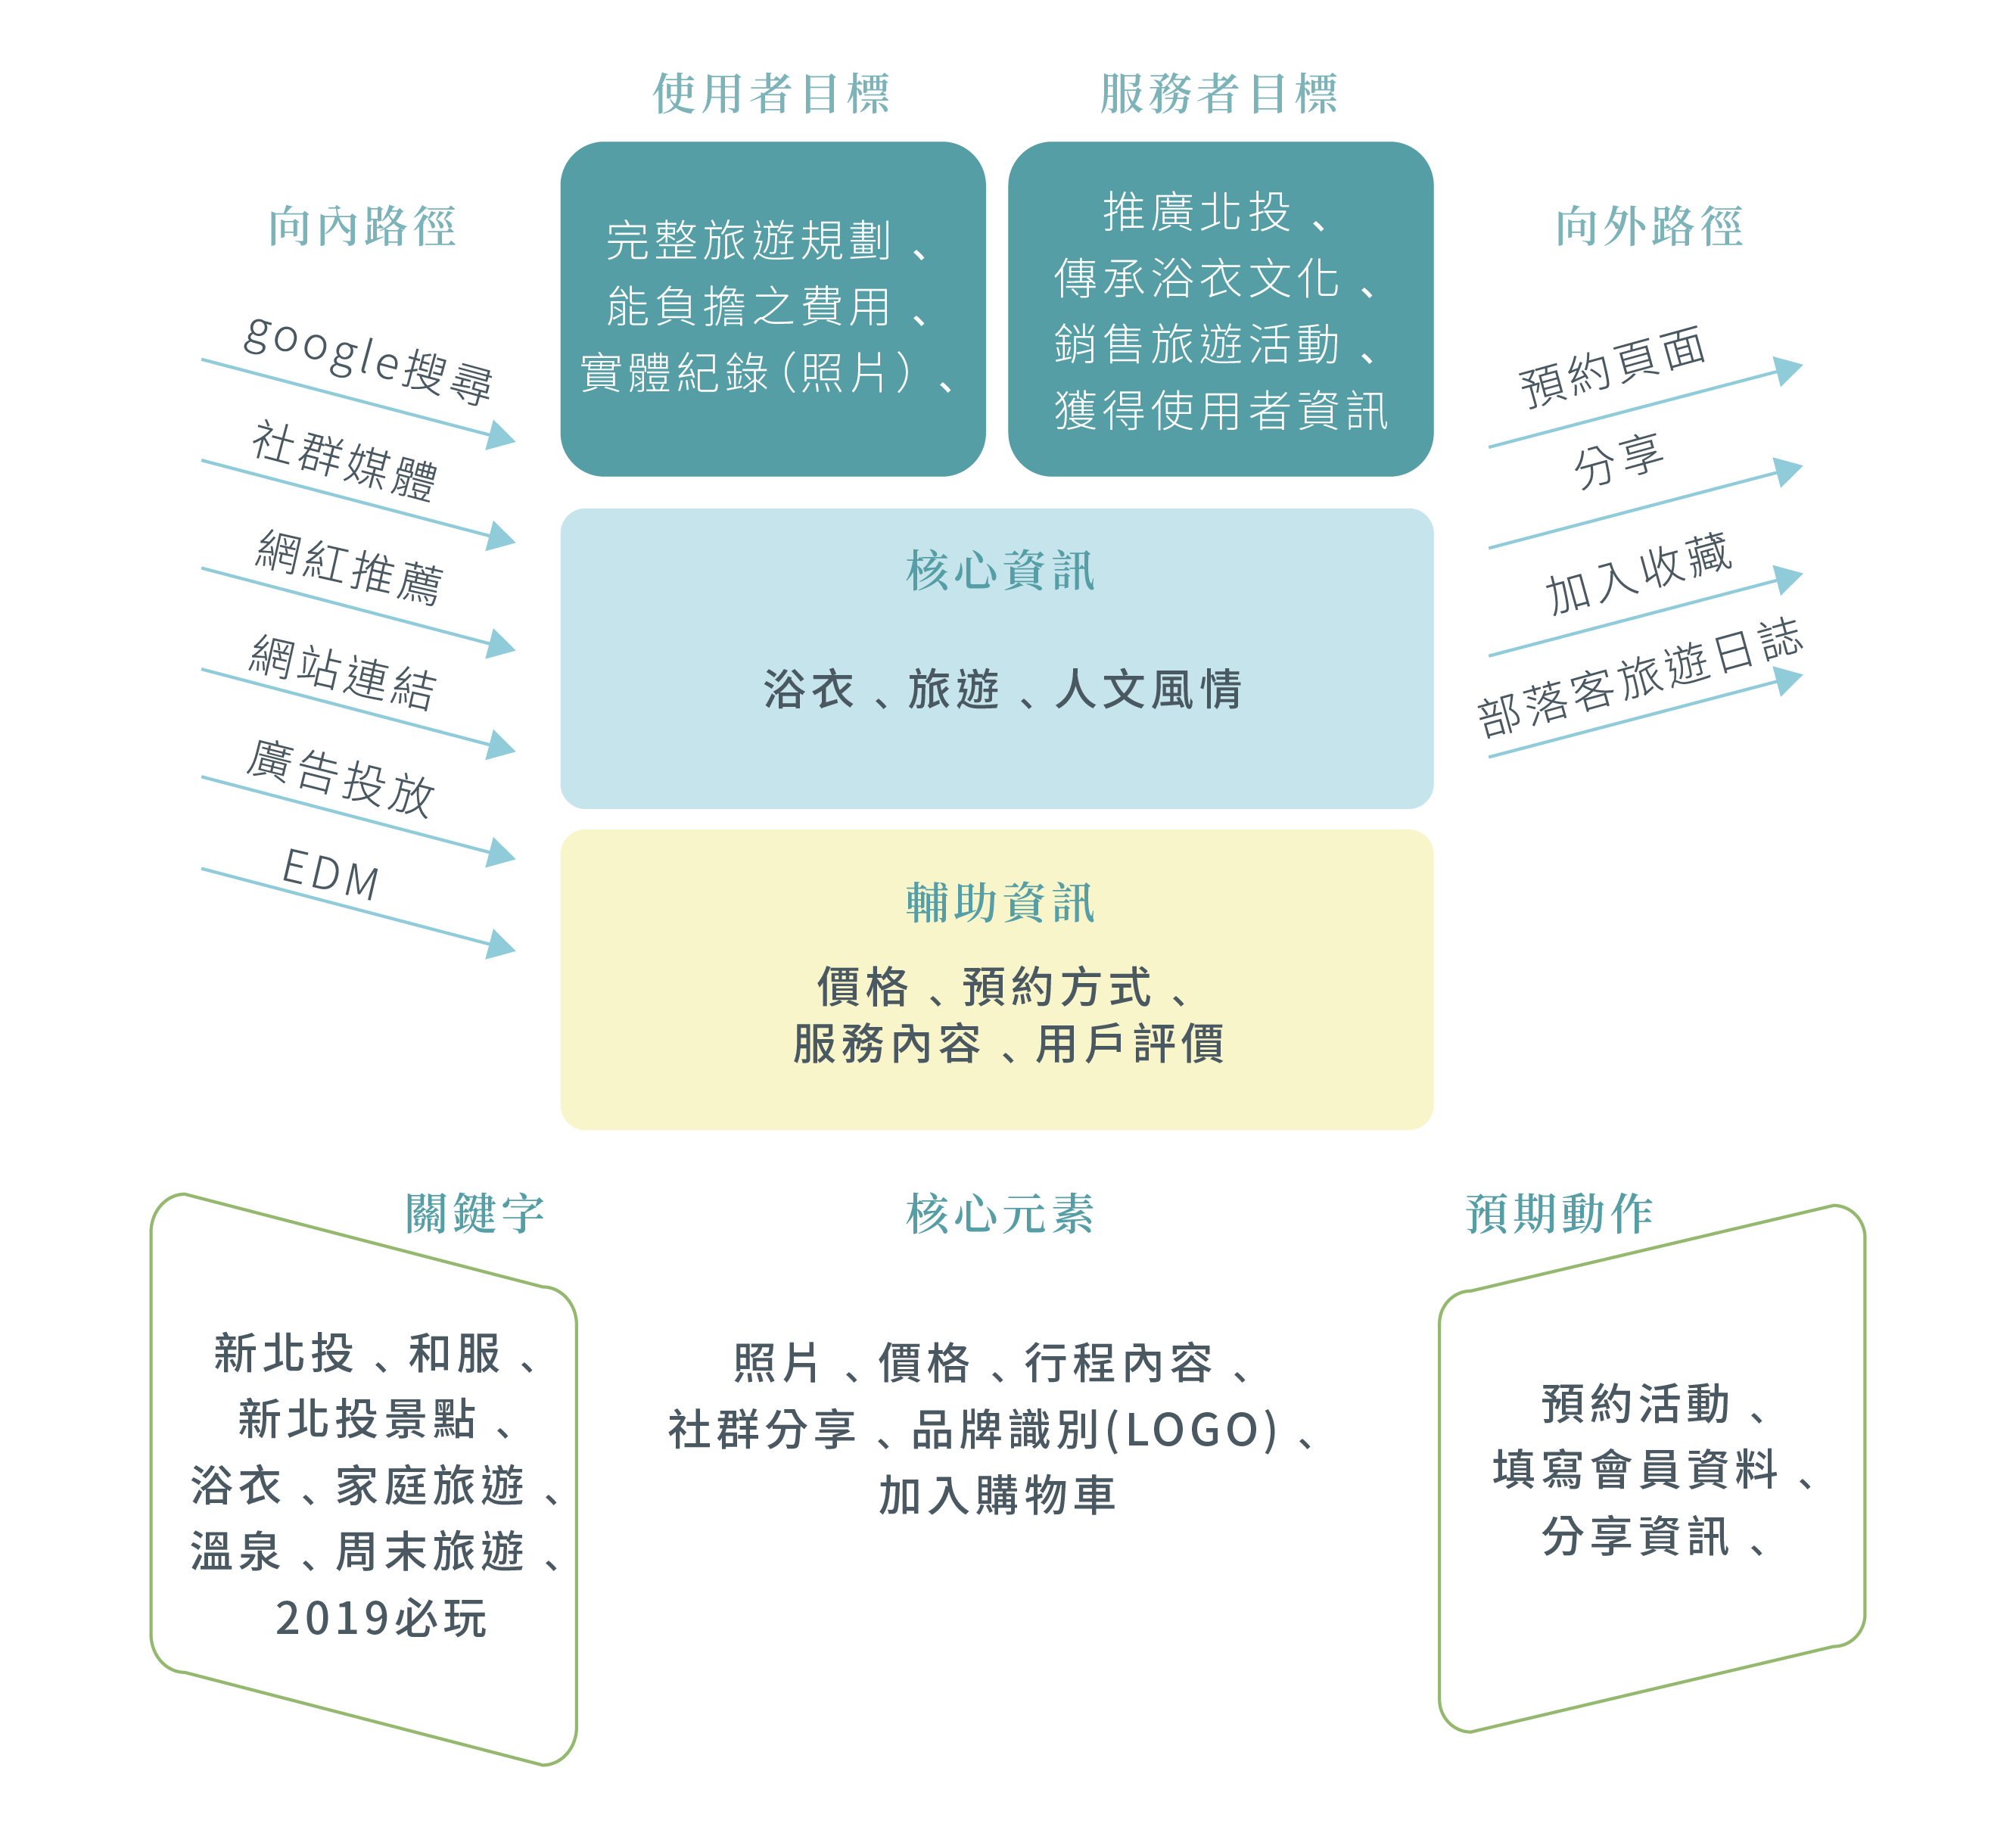 使用者目標
服務者目標
向內路徑
向外路徑
完整旅遊規劃、
能負擔之費用、
實體紀錄(照片)、
推廣北投、
傳承浴衣文化、
銷售旅遊活動、
獲得使用者資訊
google搜尋
社群媒體
網紅推薦
網站連結
廣告投放
EDM
預約頁面
分享
加入收藏
部落客旅遊日誌
核心資訊
浴衣、旅遊、人文風情
輔助資訊
價格、預約方式、
服務內容、用戶評價
關鍵字
新北投、和服、
新北投景點、
浴衣、家庭旅遊、
溫泉、周末旅遊、
2019必玩
核心元素
照片、價格、行程內容、
社群分享、品牌識別(LOGO)、
加入購物車
預期動作
預約活動、
填寫會員資料、
分享資訊、